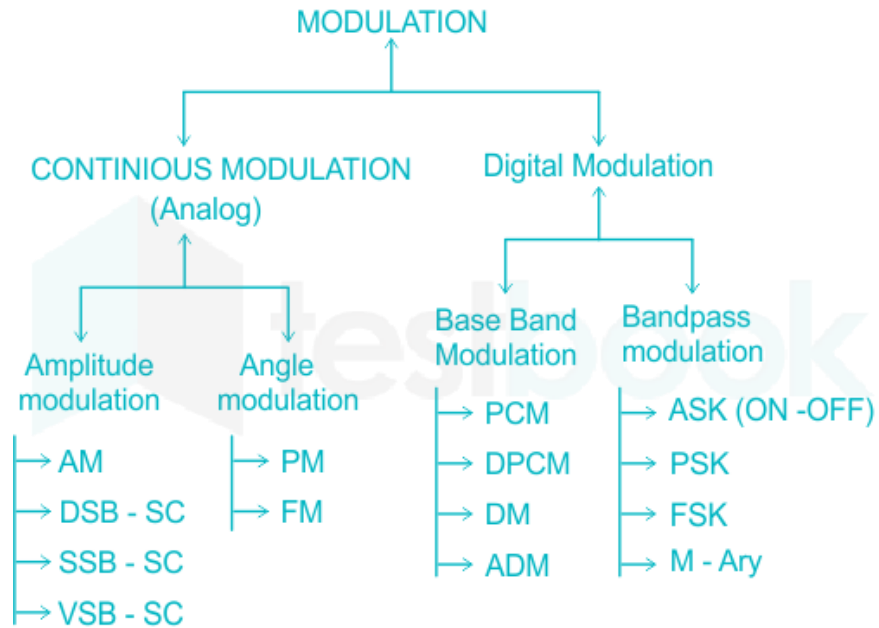 MODULATION
CONTINIOUS MODULATION
(Analog)
Digital Modulation
Amplitude
modulation
Angle
modulation
Base Band
Modulation
Bandpass
modulation
AM
DSB - SC
SSB - SC
VSB - SC
PM
FM
PCM
DPCM
DM
ADM
ASK (ON -OFF)
PSK
FSK
M - Ary
testbook